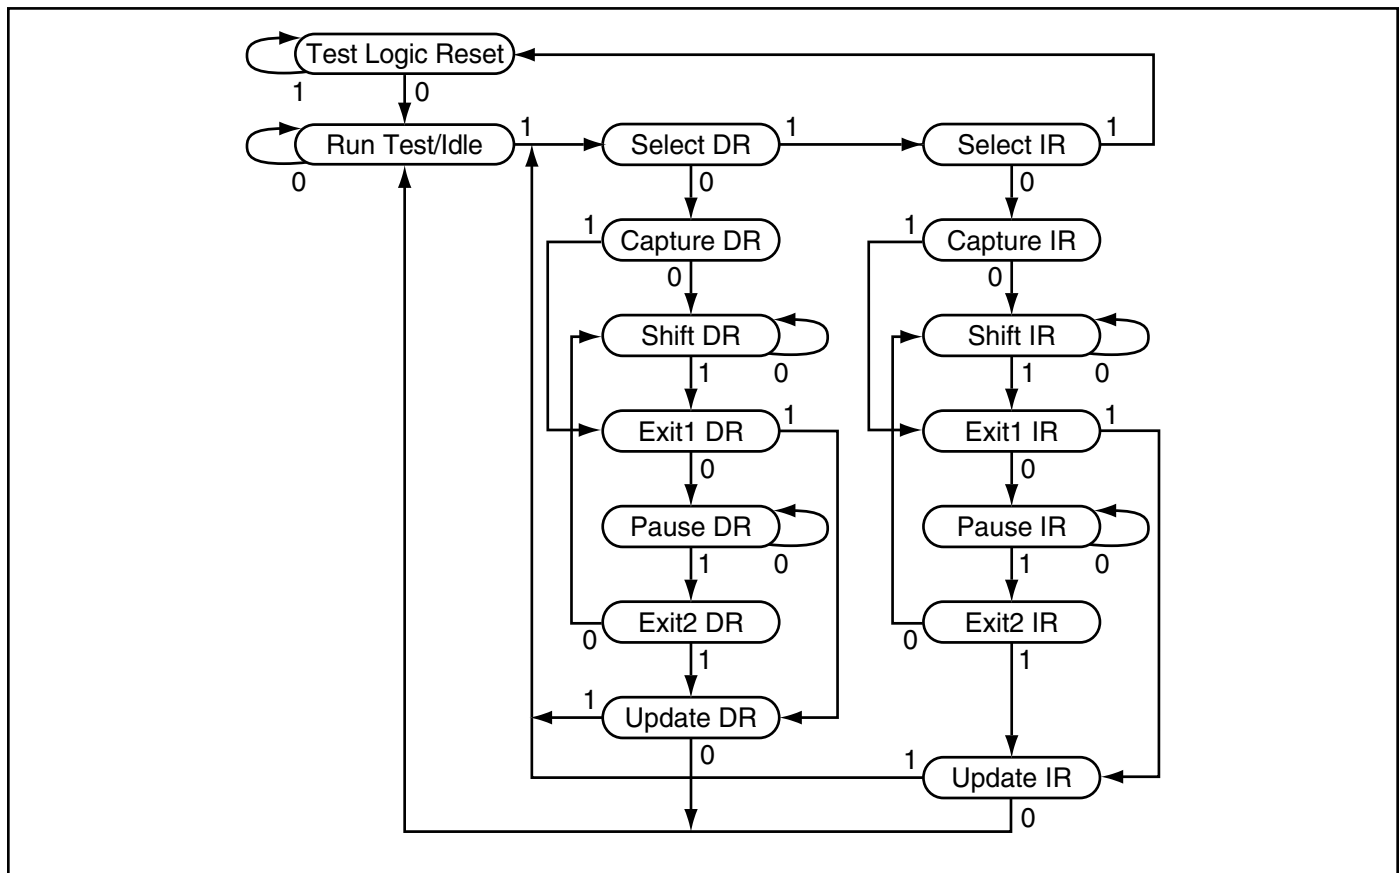 Test Logic Reset
1 0
Run Test/Idle 1 Select DR 1 Select IR 1
0 0 0
1 Capture DR 1 Capture IR
0 0
Shift DR Shift IR
1 0 1 0
Exit1 DR 1 Exit1 IR 1
0 0
Pause DR Pause IR
1 0 1 0
Exit2 DR Exit2 IR
0 1 0 1
1 Update DR
0 1 Update IR
0